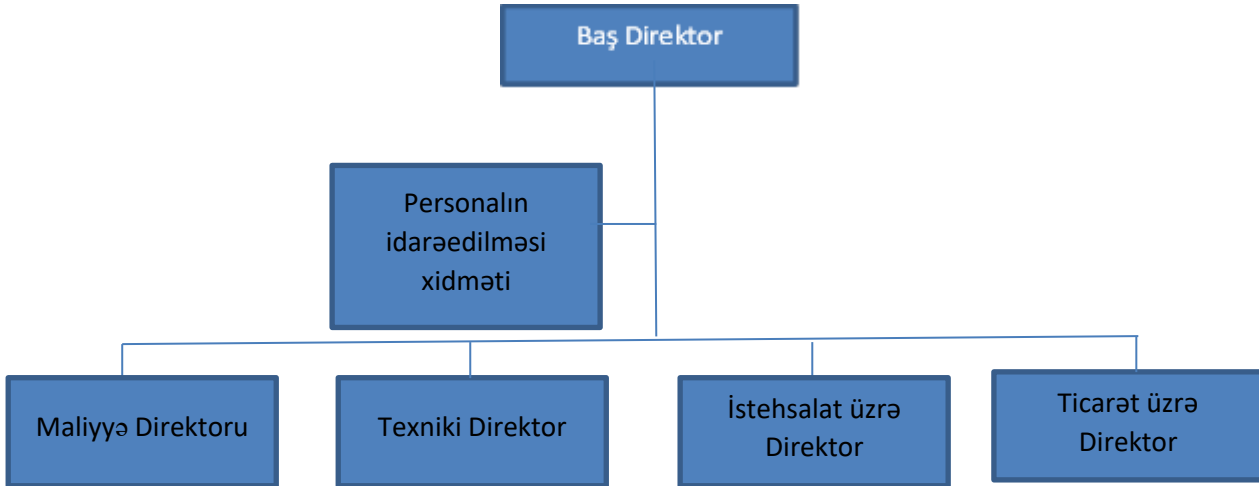 Baş Direktor
Personalın
idarəedilməsi
xidməti
Maliyyə Direktoru
Texniki Direktor
İstehsalat üzrə
Direktor
Ticarət üzrə
Direktor